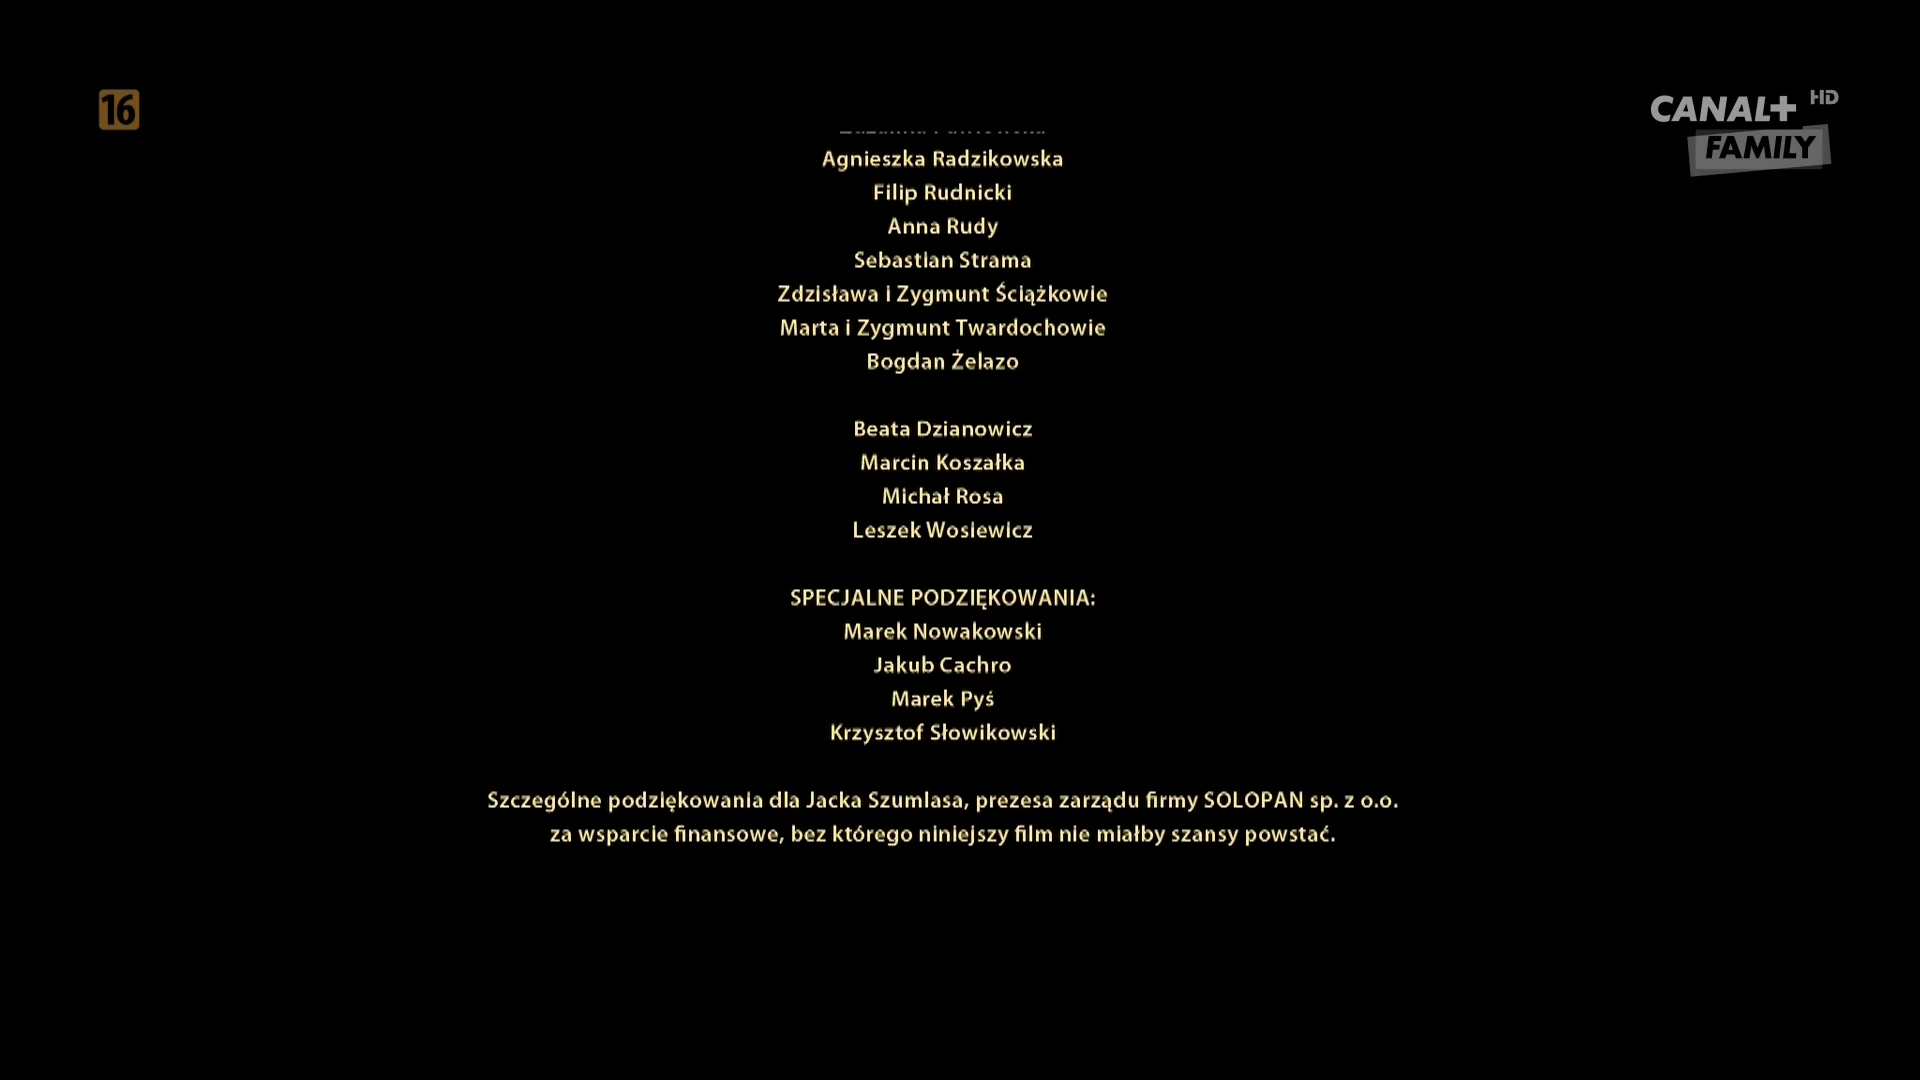 16
CANAL+ HD
FAMILY
Agnieszka Radzikowska
Filip Rudnicki
Anna Rudy
Sebastian Strama
Zdzisława i Zygmunt Ściążkowie
Marta i Zygmunt Twardochowie
Bogdan Żelazo
Beata Dzianowicz
Marcin Koszałka
Michał Rosa
Leszek Wosiewicz
SPECJALNE PODZIĘKOWANIA:
Marek Nowakowski
Jakub Cachro
Marek Pyś
Krzysztof Słowikowski
Szczególne podziękowania dla Jacka Szumlasa, prezesa zarządu firmy SOLOPAN sp. z o.o.
za wsparcie finansowe, bez którego niniejszy film nie miałby szansy powstać.